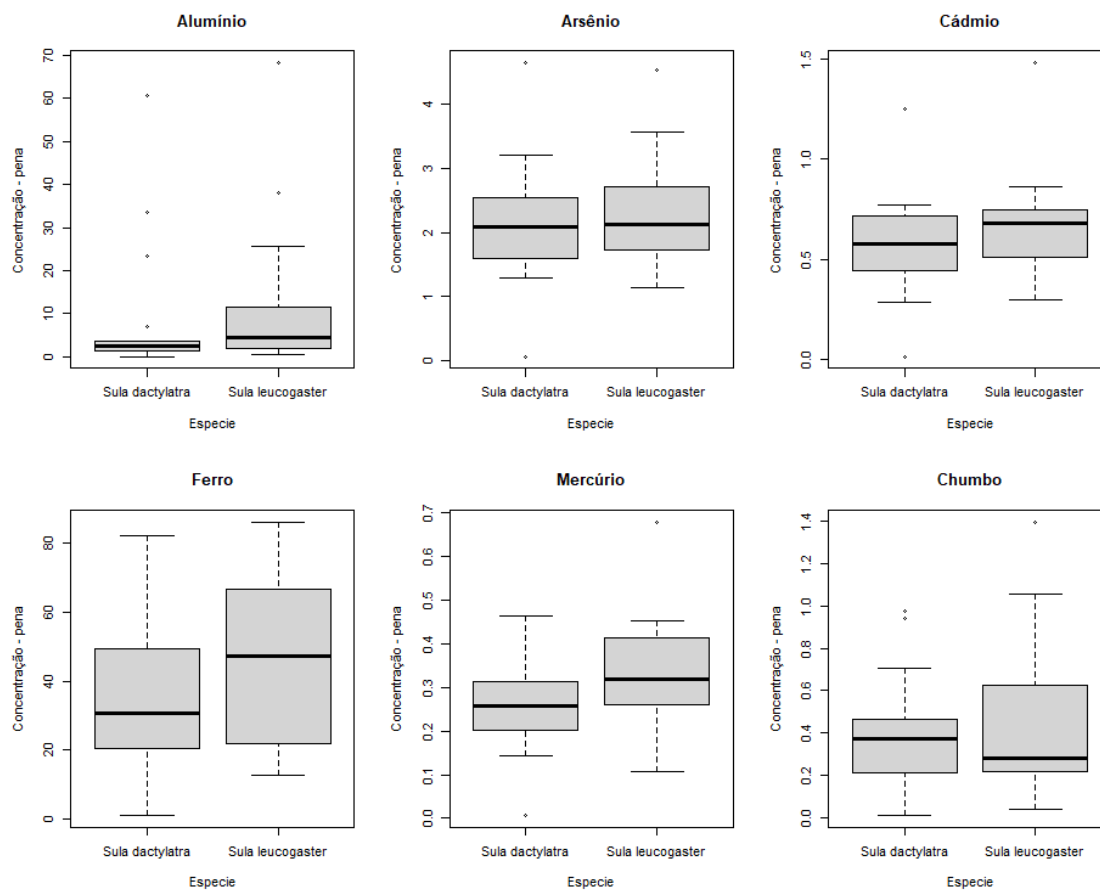 Alumínio
Concentração - pena
70
60
50
40
30
20
10
0
Sula dactylatra Sula leucogaster
Especie
Arsênio
Concentração - pena
4
3
2
1
0
Sula dactylatra Sula leucogaster
Especie
Cádmio
Concentração - pena
1.5
1.0
0.5
0.0
Sula dactylatra Sula leucogaster
Especie
Ferro
Concentração - pena
80
60
40
20
0
Sula dactylatra Sula leucogaster
Especie
Mercúrio
Concentração - pena
0.7
0.6
0.5
0.4
0.3
0.2
0.1
0.0
Sula dactylatra Sula leucogaster
Especie
Chumbo
Concentração - pena
1.4
1.2
1.0
0.8
0.6
0.4
0.2
0.0
Sula dactylatra Sula leucogaster
Especie